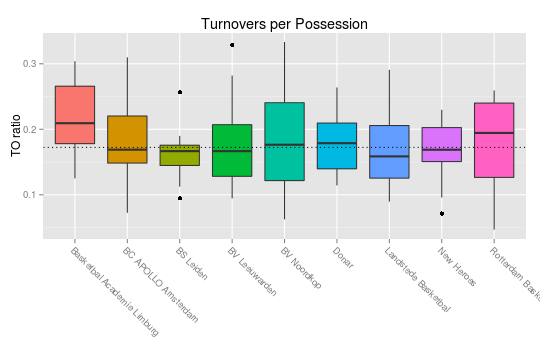 Turnovers per Possession
TO ratio
0.3
0.2
0.1
Basketbal Academie Limburg
BC APOLLO Amsterdam
BS Leiden
BV Leeuwarden
BV Noordkop
Donar
Landstede Basketbal
New Heroes
Rotterdam Bask